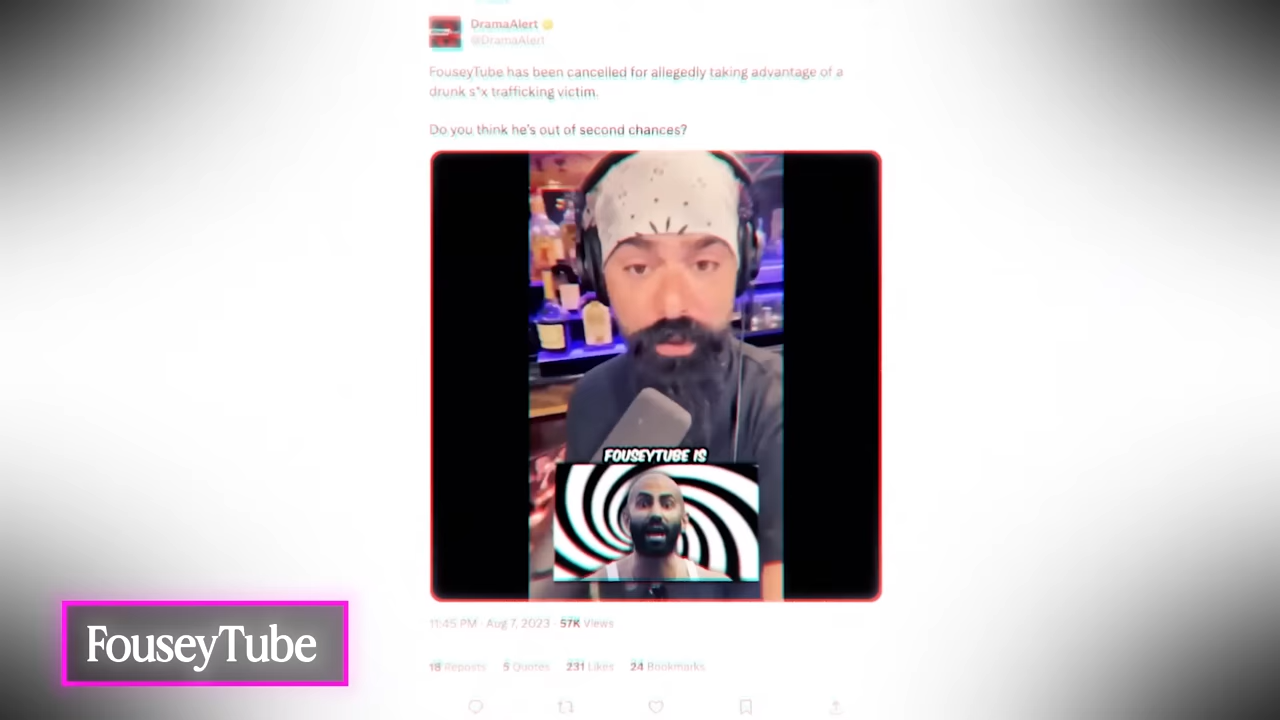 DramaAlert
@DramaAlert
FouseyTube has been cancelled for allegedly taking advantage of a
drunk s*x trafficking victim.
Do you think he's out of second chances?
FOUSEYTUBE IS
11:45 PM · Aug 7, 2023 · 57K Views
18 Reposts 5 Quotes 231 Likes 24 Bookmarks
FouseyTube